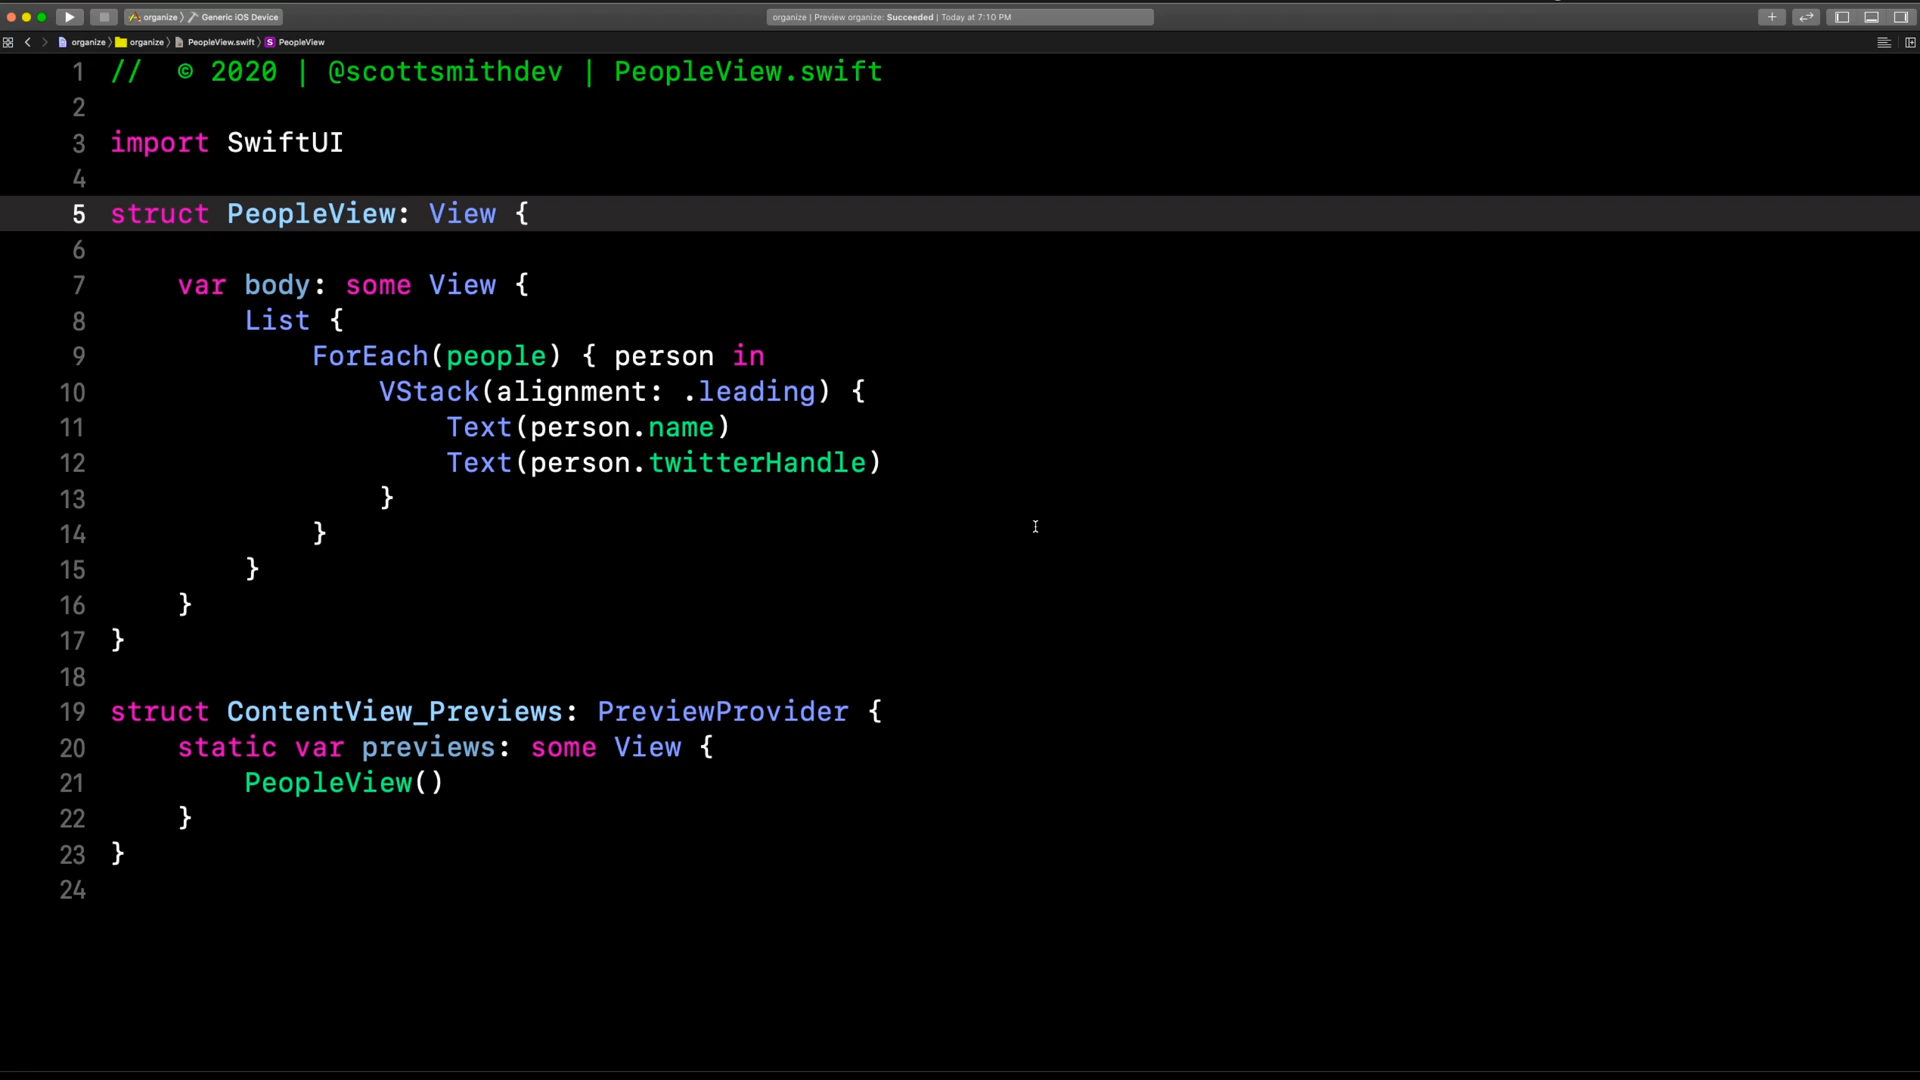 organize Generic iOS Device organize | Preview organize: Succeeded | Today at 7:10 PM
organize organize PeopleView.swift S PeopleView
1 // © 2020 | @scottsmithdev | PeopleView.swift
2
3 import SwiftUI
4
5 struct PeopleView: View {
6
7 var body: some View {
8 List {
9 ForEach(people) { person in
10 VStack(alignment: .leading) {
11 Text(person.name)
12 Text(person.twitterHandle)
13 }
14 }
15 }
16 }
17 }
18
19 struct ContentView_Previews: PreviewProvider {
20 static var previews: some View {
21 PeopleView()
22 }
23 }
24